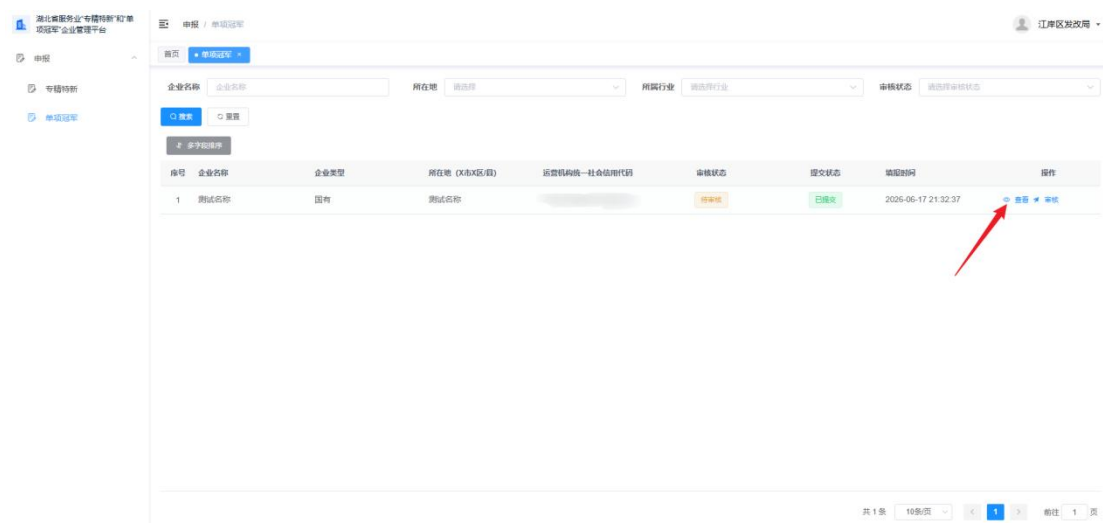 湖北省服务业“专精特新”和“单项冠军”企业管理平台
申报 / 单项冠军
江岸区发改局
申报
专精特新
单项冠军
首页 单项冠军 ×
企业名称 企业名称 所在地 请选择 所属行业 请选择行业 审核状态 请选择审核状态
搜索 重置
多字段排序
序号 企业名称 企业类型 所在地（X市X区/县） 运营机构统一社会信用代码 审核状态 提交状态 填报时间 操作
1 测试名称 国有 测试名称 待审核 已提交 2026-06-17 21:32:37 查看 审核
共 1 条 10条/页 < 1 > 前往 1 页